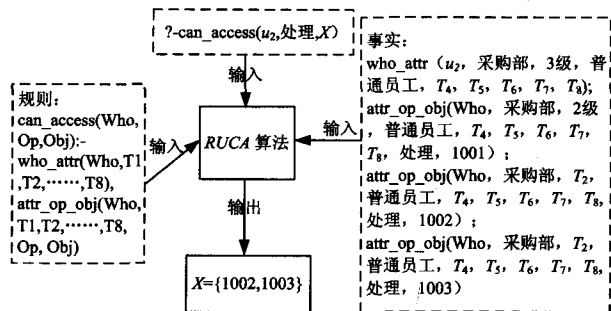 ?-can_access(u₂,处理,X)
输入
规则：
can_access(Who,
Op,Obj):-
who_attr(Who,T1
,T2,……,T8),
attr_op_obj(Who,
T1,T2,……,T8,
Op, Obj)
输入
RUCA 算法
输入
事实：
who_attr（u₂，采购部，3级，普
通员工，T₄，T₅，T₆，T₇，T₈);
attr_op_obj(Who，采购部，2级
，普通员工，T₄，T₅，T₆，T₇，
T₈，处理，1001）；
attr_op_obj(Who，采购部，T₂，
普通员工，T₄，T₅，T₆，T₇，T₈,
处理，1002）；
attr_op_obj(Who，采购部，T₂，
普通员工，T₄，T₅，T₆，T₇，T₈,
处理，1003）
输出
X={1002,1003}